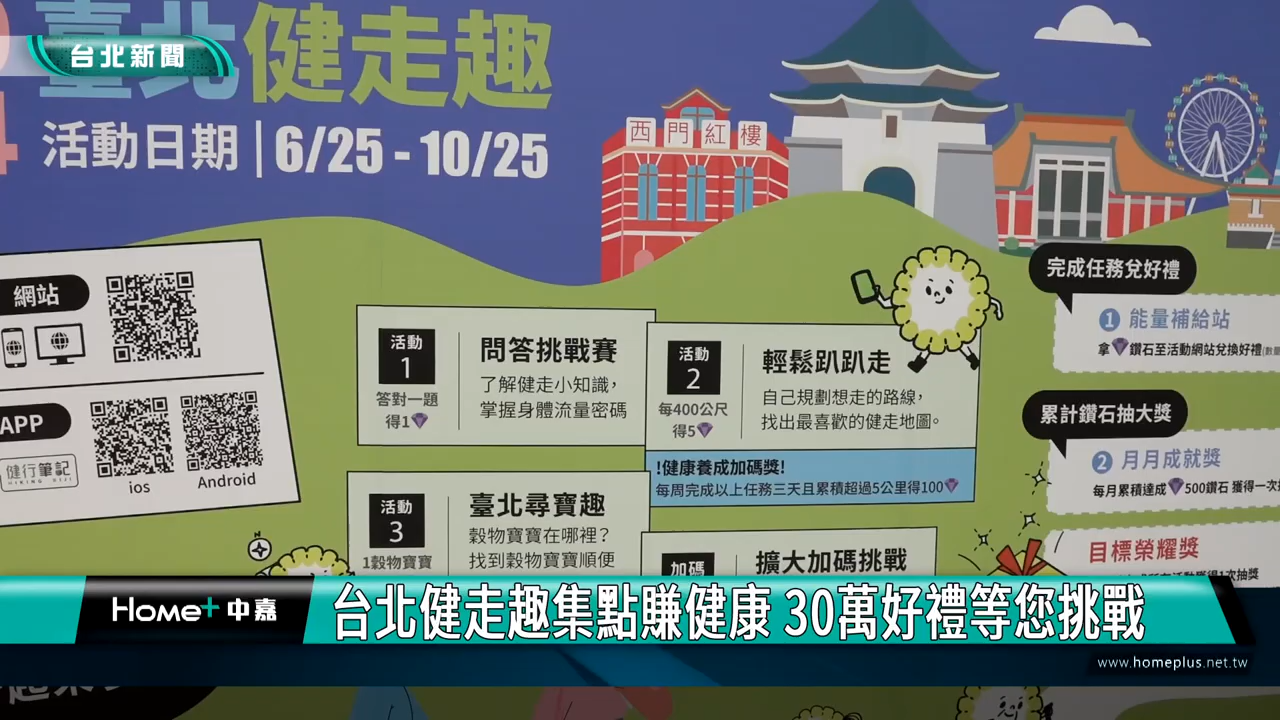 台北新聞
臺北健走趣
活動日期 | 6/25 - 10/25
西門紅樓
網站
APP
健行筆記
HIKING BIJI
ios
Android
活動
1
答對一題
得1
問答挑戰賽
了解健走小知識，
掌握身體流量密碼
活動
2
每400公尺
得5
輕鬆趴趴走
自己規劃想走的路線，
找出最喜歡的健走地圖。
!健康養成加碼獎!
每周完成以上任務三天且累積超過5公里得100
活動
3
1穀物寶寶
臺北尋寶趣
穀物寶寶在哪裡?
找到穀物寶寶順便
加碼
擴大加碼挑戰
完成任務兌好禮
1 能量補給站
拿鑽石至活動網站兌換好禮
累計鑽石抽大獎
2 月月成就獎
每月累積達成500鑽石 獲得一次
目標榮耀獎
Home+ 中嘉
台北健走趣集點賺健康 30萬好禮等您挑戰
www.homeplus.net.tw